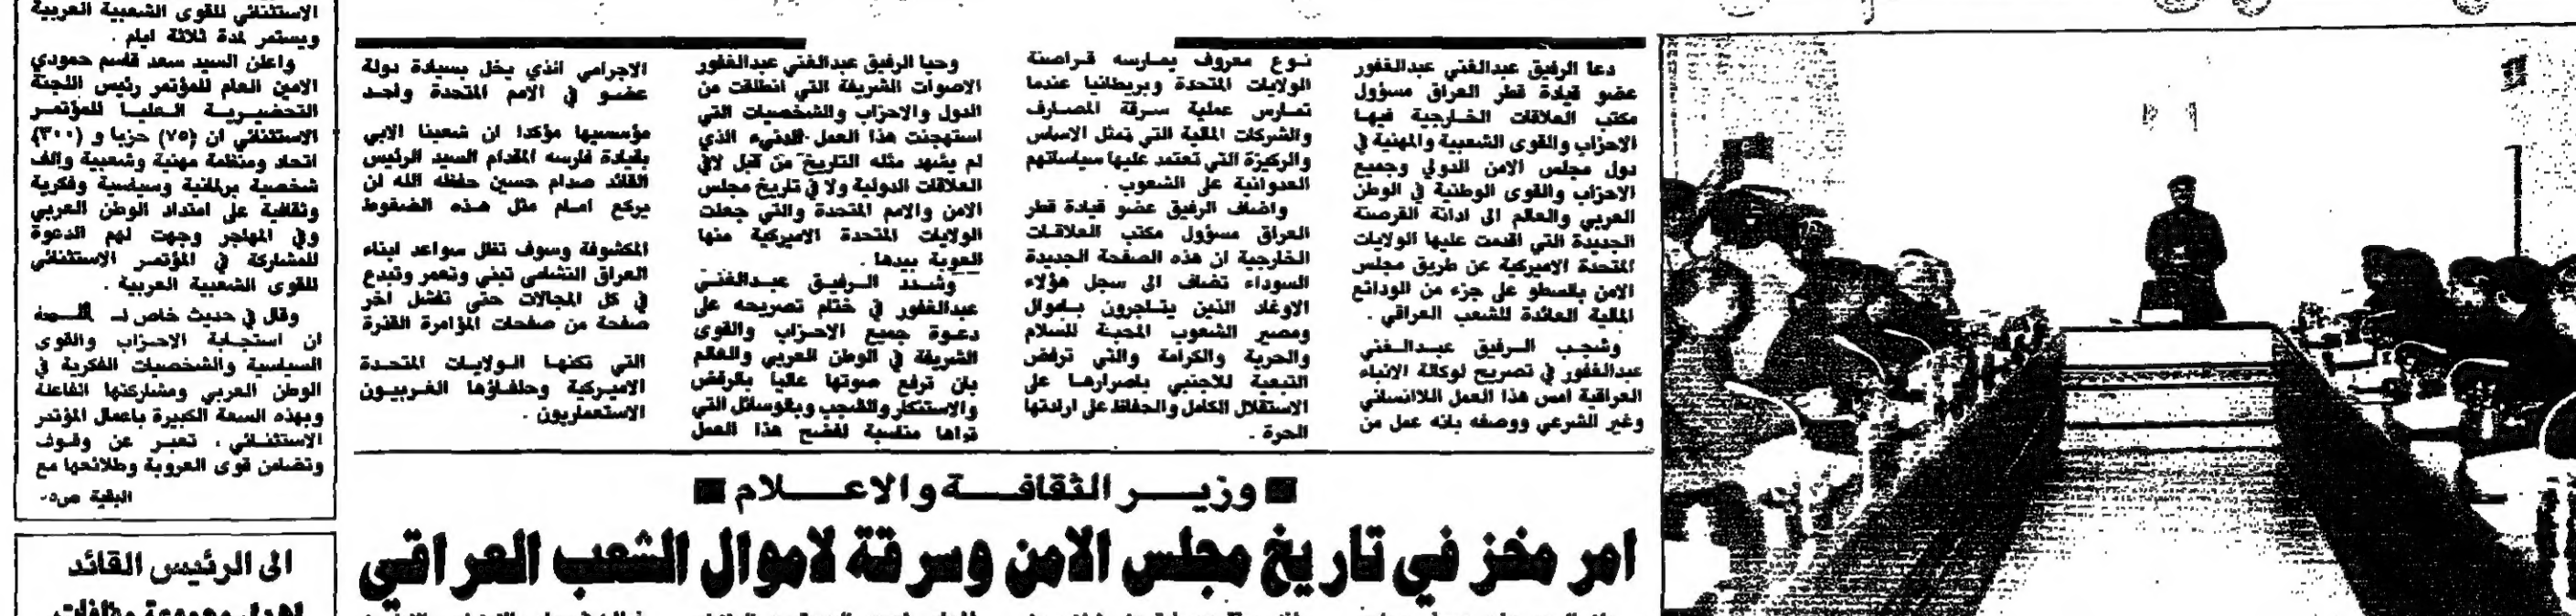 دعا الرفيق عبدالغني عبدالغفور
عضو قيادة قطر العراق مسؤول
مكتب العلاقات الخارجية فيها
الاحزاب والقوى الشعبية والمهنية في
دول مجلس الامن الدولي وجميع
الاحزاب والقوى الوطنية في الوطن
العربي والعالم الى ادانة القرصنة
الجديدة التي اقدمت عليها الولايات
المتحدة الاميركية عن طريق مجلس
الامن بالسطو على جزء من الودائع
المالية العائدة للشعب العراقي .
وشجب الرفيق عبدالغني
عبدالغفور في تصريح لوكالة الانباء
العراقية امس هذا العمل اللاانساني
وغير الشرعي ووصفه بانه عمل من
نوع معروف يمارسه قراصنة
الولايات المتحدة وبريطانيا عندما
تمارس عملية سرقة المصارف
والشركات المالية التي تمثل الاساس
والركيزة التي تعتمد عليها سياساتهم
العدوانية على الشعوب .
واضاف الرفيق عضو قيادة قطر
العراق مسؤول مكتب العلاقات
الخارجية ان هذه الصفحة الجديدة
السوداء تضاف الى سجل هؤلاء
الاوغاد الذين يتاجرون باموال
ومصير الشعوب المحبة للسلام
والحرية والكرامة والتي ترفض
التبعية للاجنبي باصرارها على
الاستقلال الكامل والحفاظ على ارادتها
الحرة .
وحيا الرفيق عبدالغني عبدالغفور
الاصوات الشريفة التي انطلقت من
الدول والاحزاب والشخصيات التي
استهجنت هذا العمل الدنيء الذي
لم يشهد مثله التاريخ من قبل لافي
العلاقات الدولية ولا في تاريخ مجلس
الامن والامم المتحدة والتي جعلت
الولايات المتحدة الاميركية منها
العوبة بيدها .
وشدد الرفيق عبدالغني
عبدالغفور في ختام تصريحه على
دعوة جميع الاحزاب والقوى
الشريفة في الوطن العربي والعالم
بان ترفع صوتها عاليا بالرفض
والاستنكار والشجب وبالوسائل التي
تراها مناسبة لفضح هذا العمل
الاجرامي الذي يخل بسيادة دولة
عضو في الامم المتحدة واحد
مؤسسيها مؤكدا ان شعبنا الابي
بقيادة فارسه المقدام السيد الرئيس
القائد صدام حسين حفظه الله لن
يركع امام مثل هذه الضغوط
المكشوفة وسوف تظل سواعد ابناء
العراق النشامى تبني وتعمر وتبدع
في كل المجالات حتى تفشل اخر
صفحة من صفحات المؤامرة القذرة
التي تكنها الولايات المتحدة
الاميركية وحلفاؤها الغربيون
الاستعماريون .
■ وزير الثقافة والاعلام ■
امر مخز في تاريخ مجلس الامن وسرقة لاموال الشعب العراقي
الاستثنائي للقوى الشعبية العربية
ويستمر لمدة ثلاثة ايام .
واعلن السيد سعد قاسم حمودي
الامين العام للمؤتمر رئيس اللجنة
التحضيرية العليا للمؤتمر
الاستثنائي ان (٧٥) حزبا و (٣٠٠)
اتحاد ومنظمة مهنية وشعبية والف
شخصية برلمانية وسياسية وفكرية
وثقافية على امتداد الوطن العربي
وفي المهاجر وجهت لهم الدعوة
للمشاركة في المؤتمر الاستثنائي
للقوى الشعبية العربية .
وقال في حديث خاص لـ
ان استجابة الاحزاب والقوى
السياسية والشخصيات الفكرية في
الوطن العربي ومشاركتها الفاعلة
وبهذه السعة الكبيرة باعمال المؤتمر
الاستثنائي ، تعبر عن وقوف
وتضامن قوى العروبة وطلائعها مع
البقية ص٥-
الى الرئيس القائد